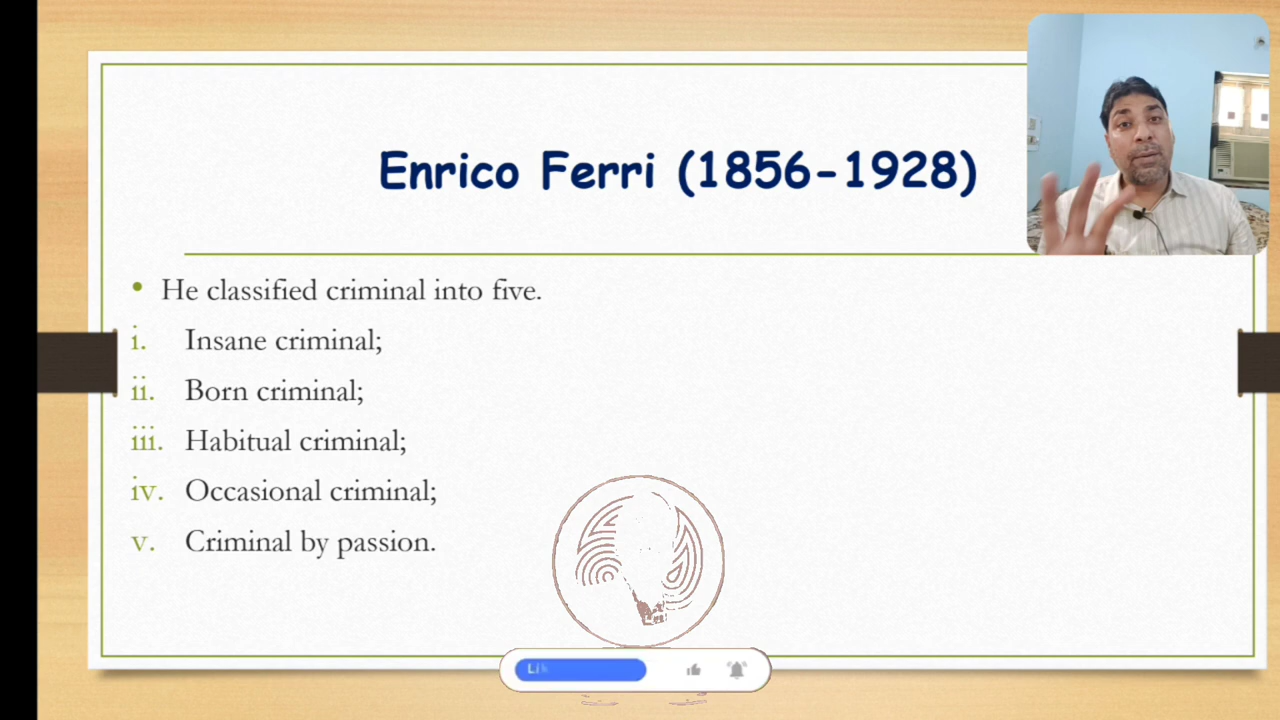 Enrico Ferri (1856-1928)
• He classified criminal into five.
i. Insane criminal;
ii. Born criminal;
iii. Habitual criminal;
iv. Occasional criminal;
v. Criminal by passion.